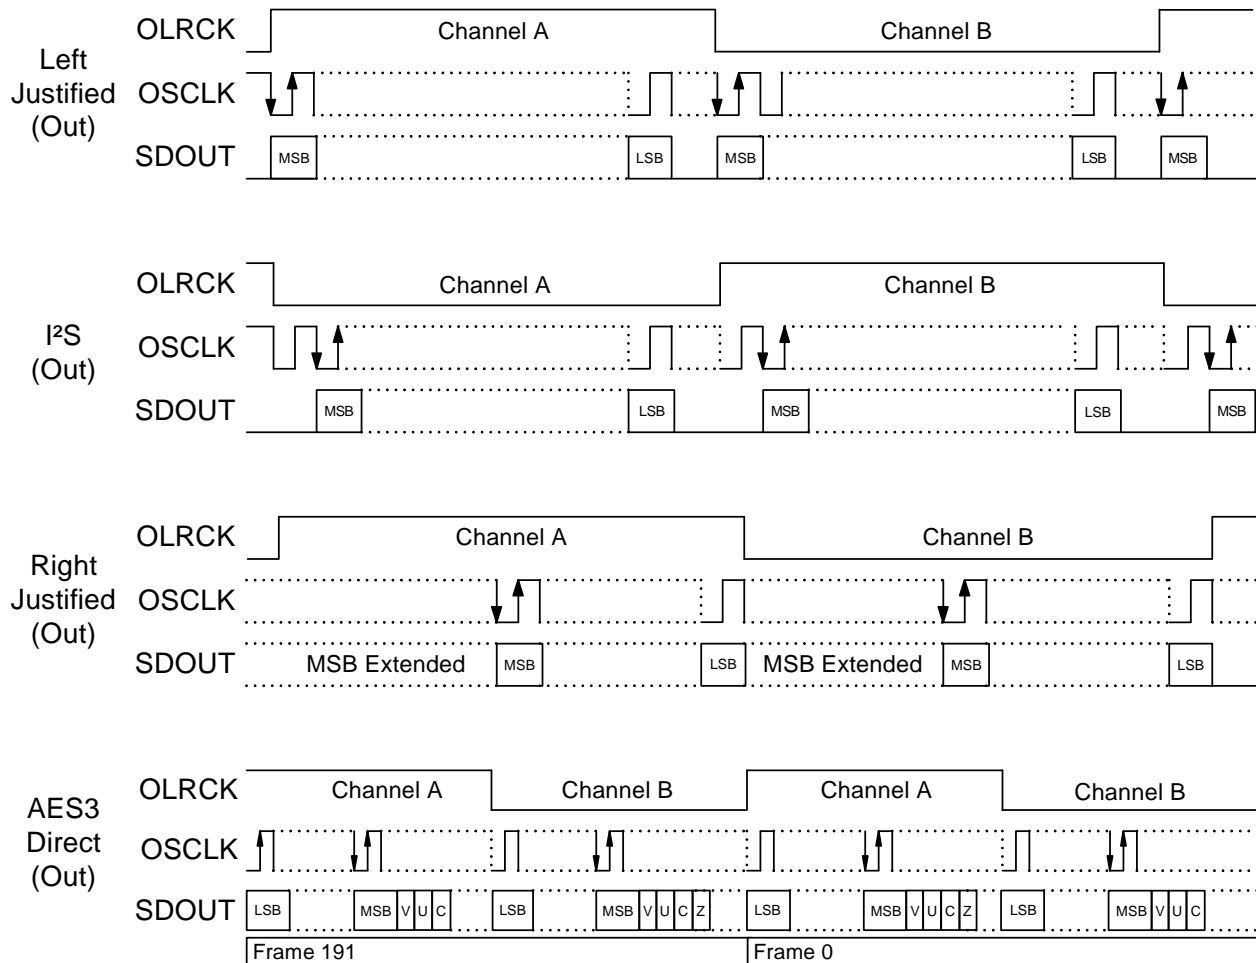 Left
Justified
(Out)
OLRCK
Channel A
Channel B
OSCLK
SDOUT
MSB
LSB
MSB
LSB
MSB
I²S
(Out)
OLRCK
Channel A
Channel B
OSCLK
SDOUT
MSB
LSB
MSB
LSB
MSB
Right
Justified
(Out)
OLRCK
Channel A
Channel B
OSCLK
SDOUT
MSB Extended
MSB
LSB
MSB Extended
MSB
LSB
AES3
Direct
(Out)
OLRCK
Channel A
Channel B
Channel A
Channel B
OSCLK
SDOUT
LSB
MSB V U C
LSB
MSB V U C Z
LSB
MSB V U C Z
LSB
MSB V U C
Frame 191
Frame 0